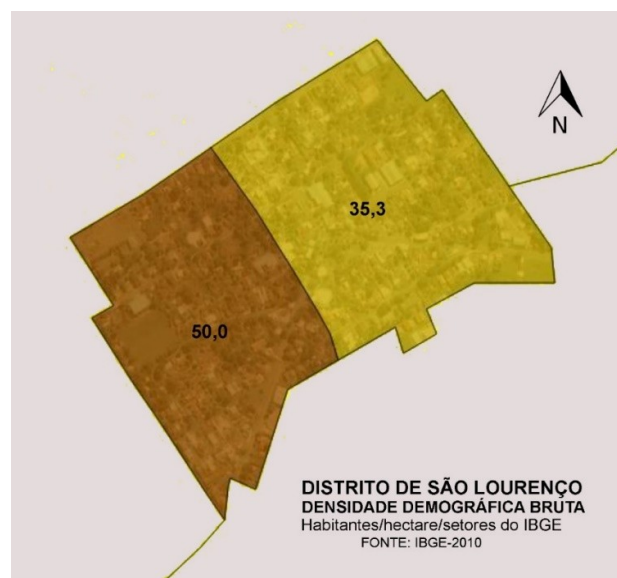 N
35,3
50,0
DISTRITO DE SÃO LOURENÇO
DENSIDADE DEMOGRÁFICA BRUTA
Habitantes/hectare/setores do IBGE
FONTE: IBGE-2010